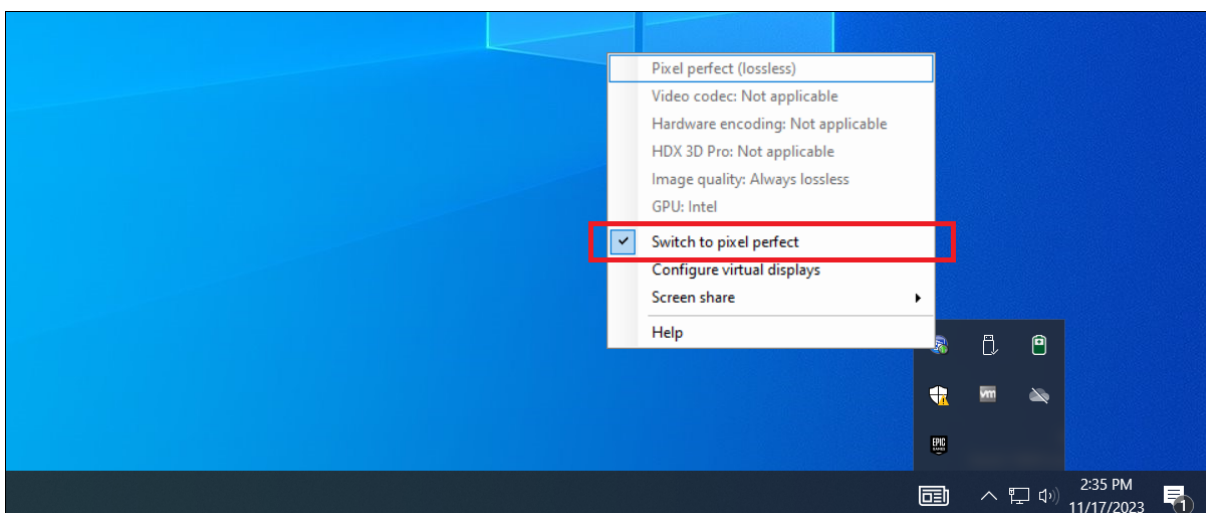 Pixel perfect (lossless)
Video codec: Not applicable
Hardware encoding: Not applicable
HDX 3D Pro: Not applicable
Image quality: Always lossless
GPU: Intel
Switch to pixel perfect
Configure virtual displays
Screen share
Help
vm
EPIC
GAMES
2:35 PM
11/17/2023
1